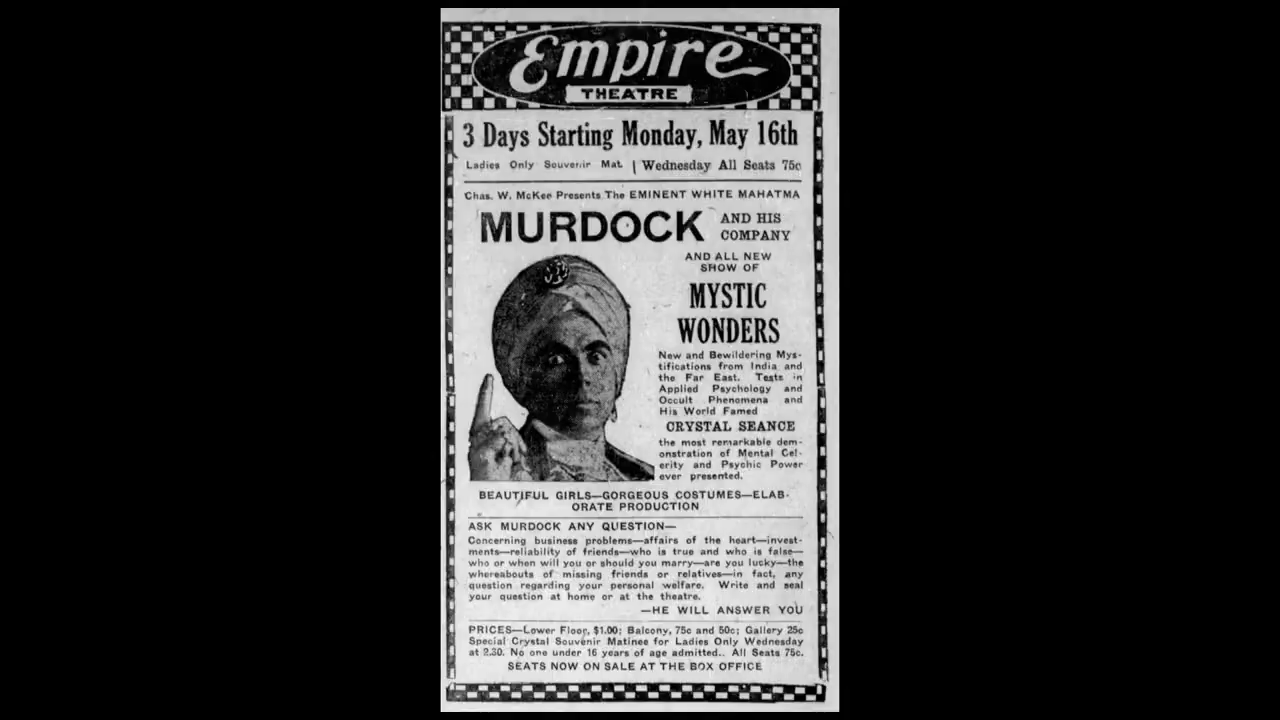 Empire
THEATRE
3 Days Starting Monday, May 16th
Ladies Only Souvenir Mat. | Wednesday All Seats 75c
Chas. W. McKee Presents The EMINENT WHITE MAHATMA
MURDOCK AND HIS
COMPANY
AND ALL NEW
SHOW OF
MYSTIC
WONDERS
New and Bewildering Mys-
tifications from India and
the Far East. Tests in
Applied Psychology and
Occult Phenomena and
His World Famed
CRYSTAL SEANCE
the most remarkable dem-
onstration of Mental Cel-
erity and Psychic Power
ever presented.
BEAUTIFUL GIRLS—GORGEOUS COSTUMES—ELAB-
ORATE PRODUCTION
ASK MURDOCK ANY QUESTION—
Concerning business problems—affairs of the heart—invest-
ments—reliability of friends—who is true and who is false—
who or when will you or should you marry—are you lucky—the
whereabouts of missing friends or relatives—in fact, any
question regarding your personal welfare. Write and seal
your question at home or at the theatre.
—HE WILL ANSWER YOU
PRICES—Lower Floor, $1.00; Balcony, 75c and 50c; Gallery 25c
Special Crystal Souvenir Matinee for Ladies Only Wednesday
at 2.30. No one under 16 years of age admitted.. All Seats 75c.
SEATS NOW ON SALE AT THE BOX OFFICE